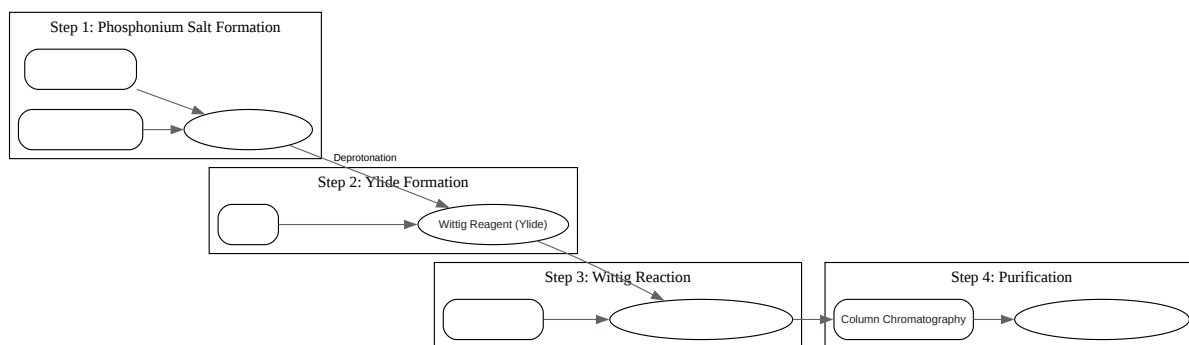 Step 1: Phosphonium Salt Formation
Deprotonation
Step 2: Ylide Formation
Wittig Reagent (Ylide)
Step 3: Wittig Reaction
Step 4: Purification
Column Chromatography